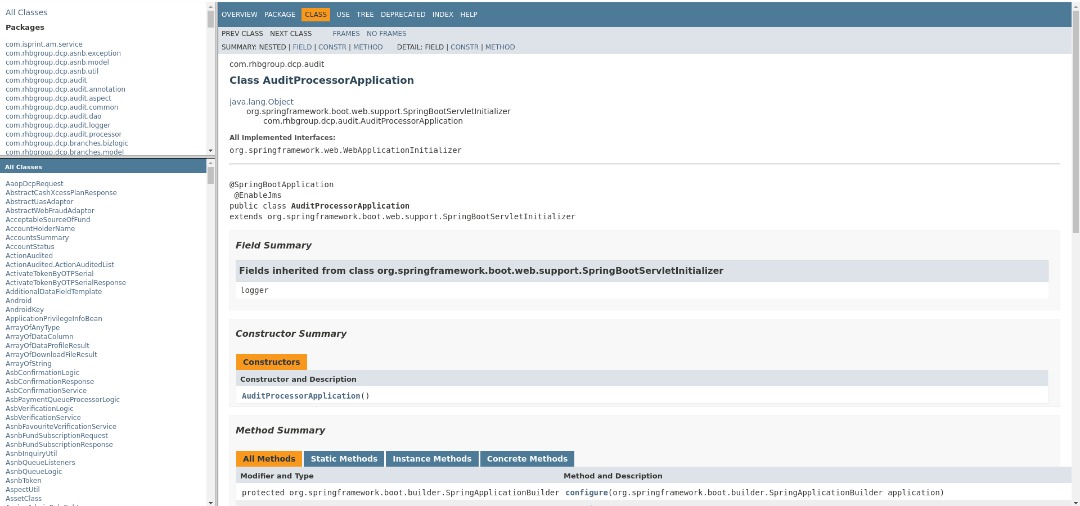 All Classes
Packages
com.isprint.am.service
com.rhbgroup.dcp.asnb.exception
com.rhbgroup.dcp.asnb.model
com.rhbgroup.dcp.asnb.util
com.rhbgroup.dcp.audit
com.rhbgroup.dcp.audit.annotation
com.rhbgroup.dcp.audit.aspect
com.rhbgroup.dcp.audit.common
com.rhbgroup.dcp.audit.dao
com.rhbgroup.dcp.audit.logger
com.rhbgroup.dcp.audit.processor
com.rhbgroup.dcp.branches.bizlogic
com.rhbgroup.dcp.branches.model
All Classes
AaopDcpRequest
AbstractCashXcessPlanResponse
AbstractUasAdaptor
AbstractWebFraudAdaptor
AcceptableSourceOfFund
AccountHolderName
AccountsSummary
AccountStatus
ActionAudited
ActionAudited.ActionAuditedList
ActivateTokenByOTPSerial
ActivateTokenByOTPSerialResponse
AdditionalDataFieldTemplate
Android
AndroidKey
ApplicationPrivilegeInfoBean
ArrayOfAnyType
ArrayOfDataColumn
ArrayOfDataProfileResult
ArrayOfDownloadFileResult
ArrayOfString
AsbConfirmationLogic
AsbConfirmationResponse
AsbConfirmationService
AsbPaymentQueueProcessorLogic
AsbVerificationLogic
AsbVerificationService
AsnbFavouriteVerificationService
AsnbFundSubscriptionRequest
AsnbFundSubscriptionResponse
AsnbInquiryUtil
AsnbQueueListeners
AsnbQueueLogic
AsnbToken
AspectUtil
AssetClass
OVERVIEW PACKAGE CLASS USE TREE DEPRECATED INDEX HELP
PREV CLASS NEXT CLASS FRAMES NO FRAMES
SUMMARY: NESTED | FIELD | CONSTR | METHOD DETAIL: FIELD | CONSTR | METHOD
com.rhbgroup.dcp.audit
Class AuditProcessorApplication
java.lang.Object
org.springframework.boot.web.support.SpringBootServletInitializer
com.rhbgroup.dcp.audit.AuditProcessorApplication
All Implemented Interfaces:
org.springframework.web.WebApplicationInitializer
@SpringBootApplication
@EnableJms
public class AuditProcessorApplication
extends org.springframework.boot.web.support.SpringBootServletInitializer
Field Summary
Fields inherited from class org.springframework.boot.web.support.SpringBootServletInitializer
logger
Constructor Summary
Constructors
Constructor and Description
AuditProcessorApplication()
Method Summary
All Methods Static Methods Instance Methods Concrete Methods
Modifier and Type Method and Description
protected org.springframework.boot.builder.SpringApplicationBuilder configure(org.springframework.boot.builder.SpringApplicationBuilder application)